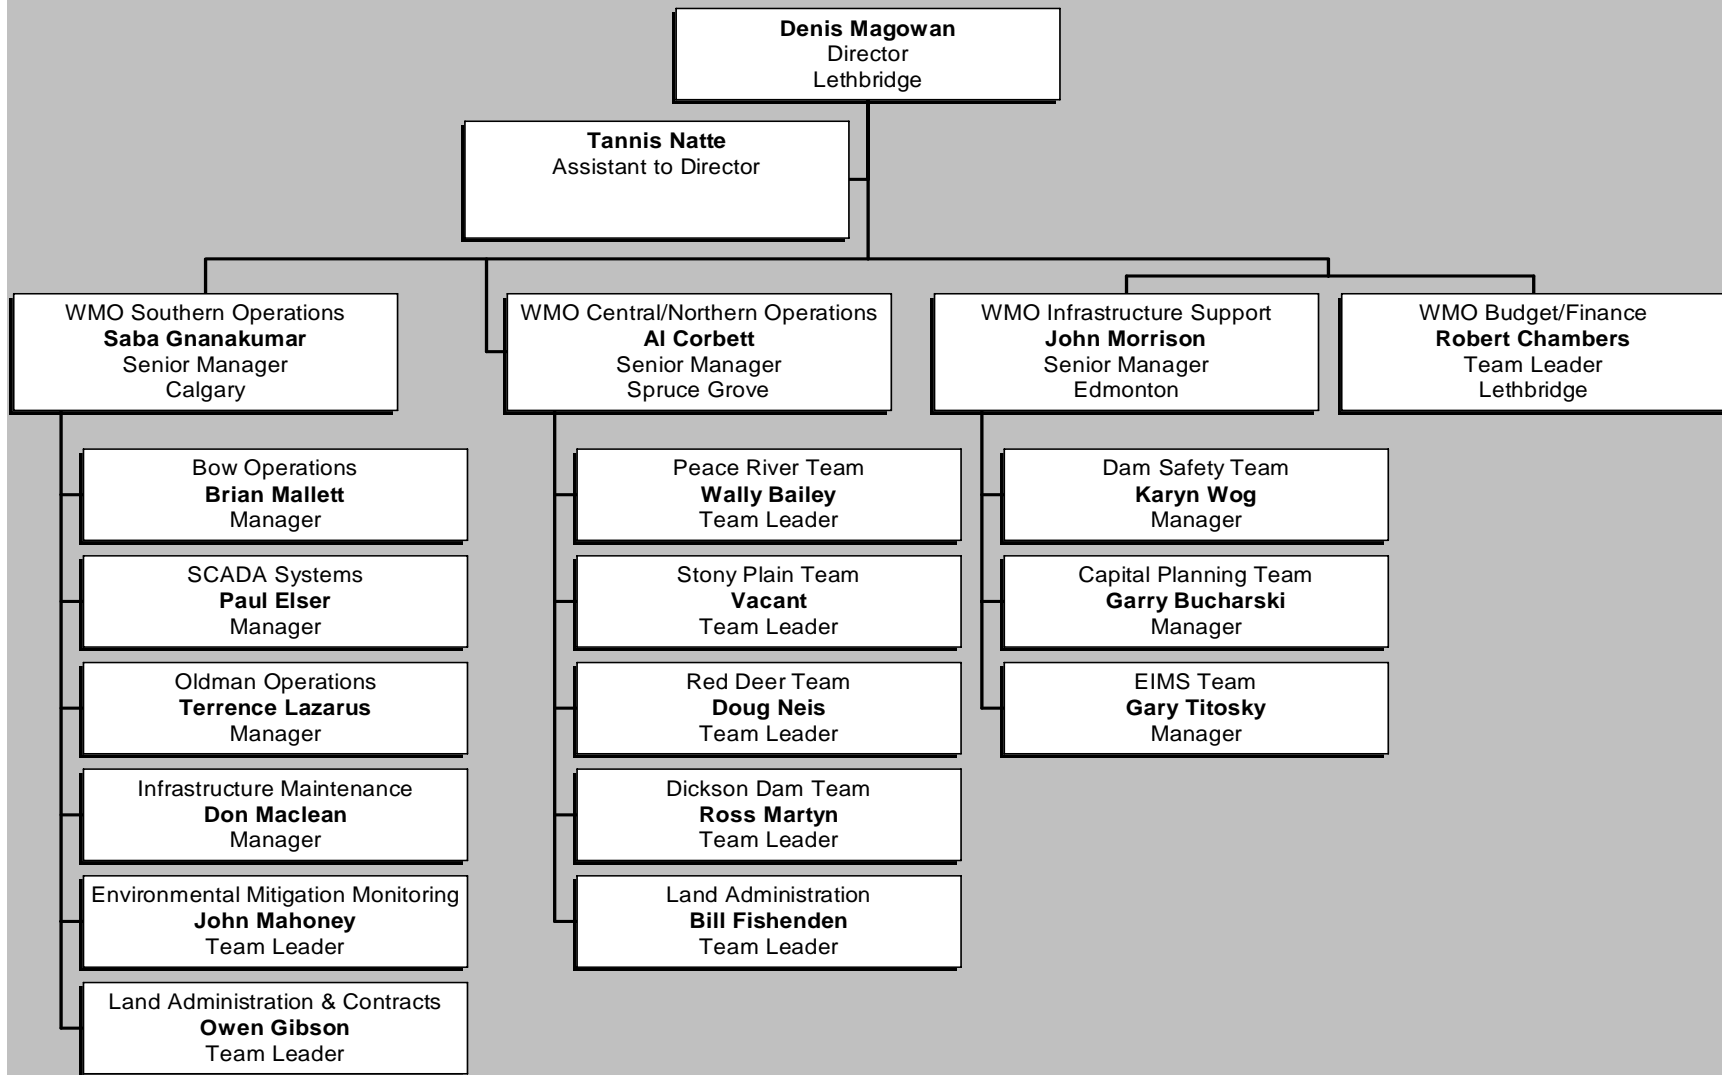 Denis Magowan
Director
Lethbridge
Tannis Natte
Assistant to Director
WMO Southern Operations
Saba Gnanakumar
Senior Manager
Calgary
WMO Central/Northern Operations
Al Corbett
Senior Manager
Spruce Grove
WMO Infrastructure Support
John Morrison
Senior Manager
Edmonton
WMO Budget/Finance
Robert Chambers
Team Leader
Lethbridge
Bow Operations
Brian Mallett
Manager
SCADA Systems
Paul Elser
Manager
Oldman Operations
Terrence Lazarus
Manager
Infrastructure Maintenance
Don Maclean
Manager
Environmental Mitigation Monitoring
John Mahoney
Team Leader
Land Administration & Contracts
Owen Gibson
Team Leader
Peace River Team
Wally Bailey
Team Leader
Stony Plain Team
Vacant
Team Leader
Red Deer Team
Doug Neis
Team Leader
Dickson Dam Team
Ross Martyn
Team Leader
Land Administration
Bill Fishenden
Team Leader
Dam Safety Team
Karyn Wog
Manager
Capital Planning Team
Garry Bucharski
Manager
EIMS Team
Gary Titosky
Manager